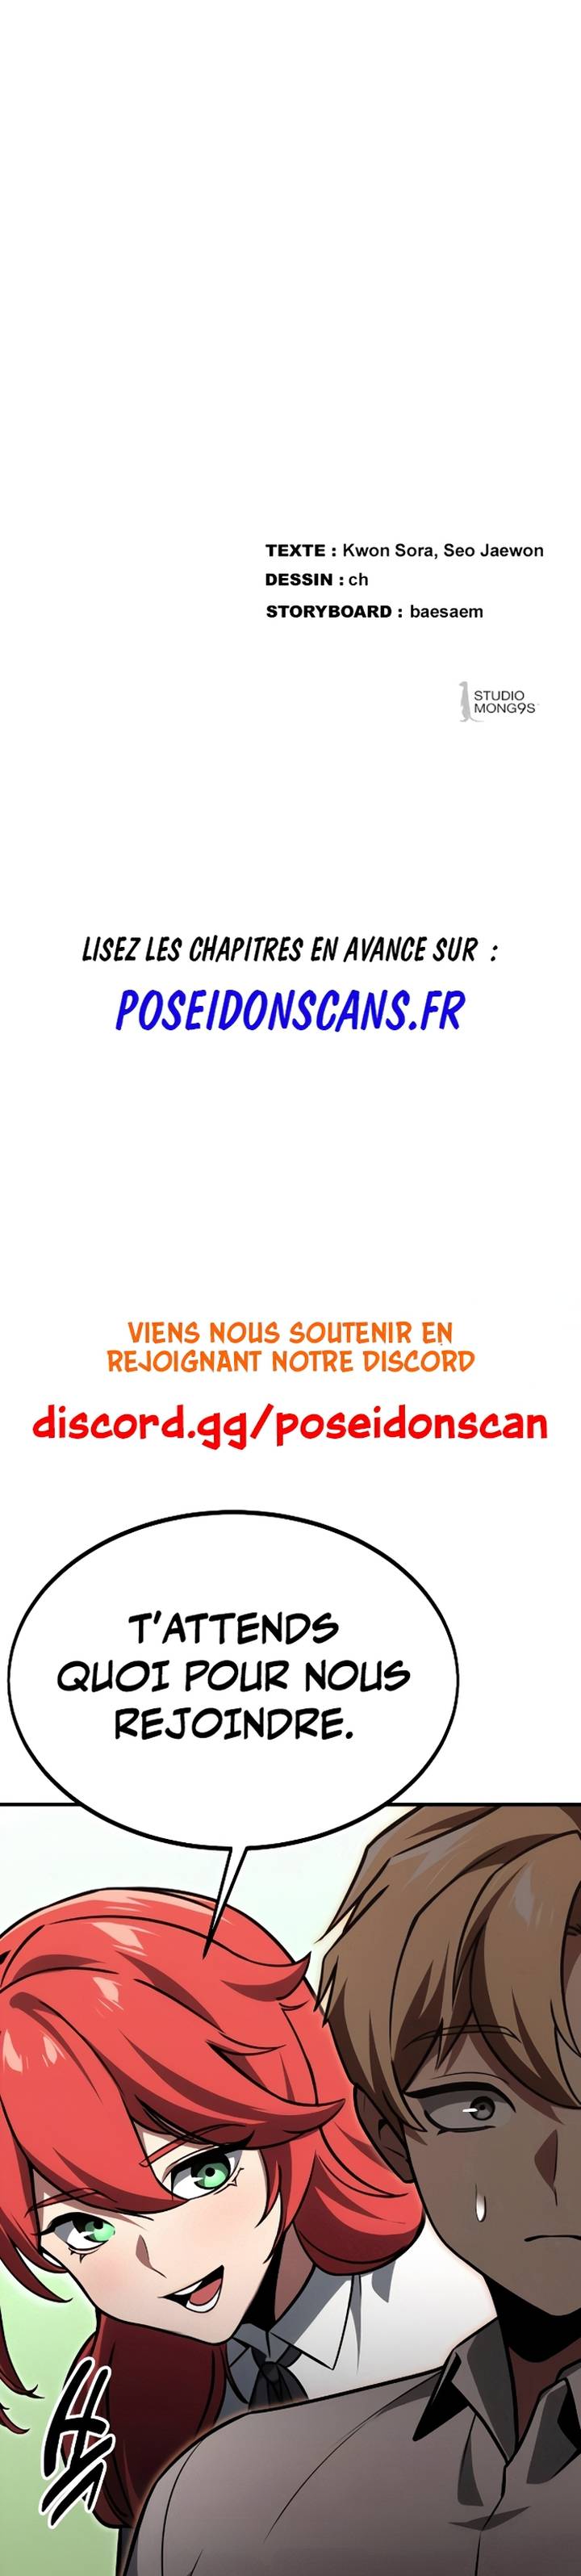 TEXTE : Kwon Sora, Seo Jaewon
DESSIN : ch
STORYBOARD : baesaem
STUDIO
MONG9S
LISEZ LES CHAPITRES EN AVANCE SUR :
POSEIDONSCANS.FR
VIENS NOUS SOUTENIR EN
REJOIGNANT NOTRE DISCORD
discord.gg/poseidonscan
T'ATTENDS
QUOI POUR NOUS
REJOINDRE.